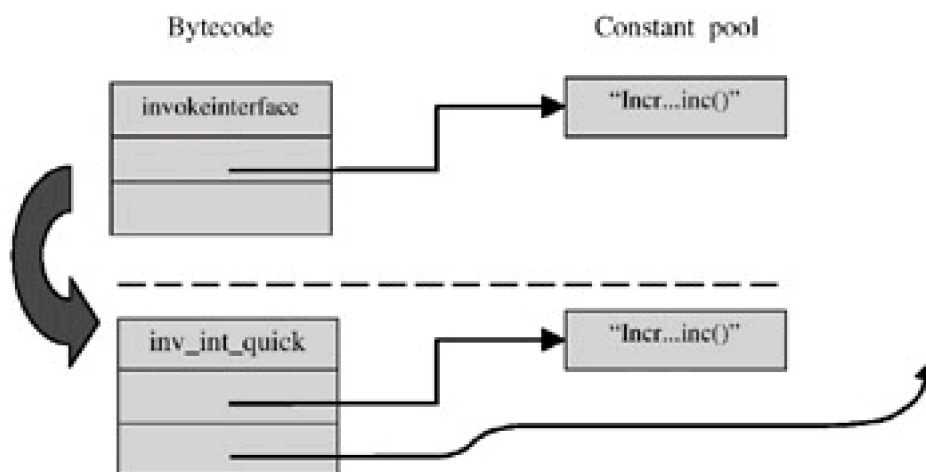 Bytecode
Constant pool
invokeinterface
“Incr...inc()”
inv_int_quick
“Incr...inc()”